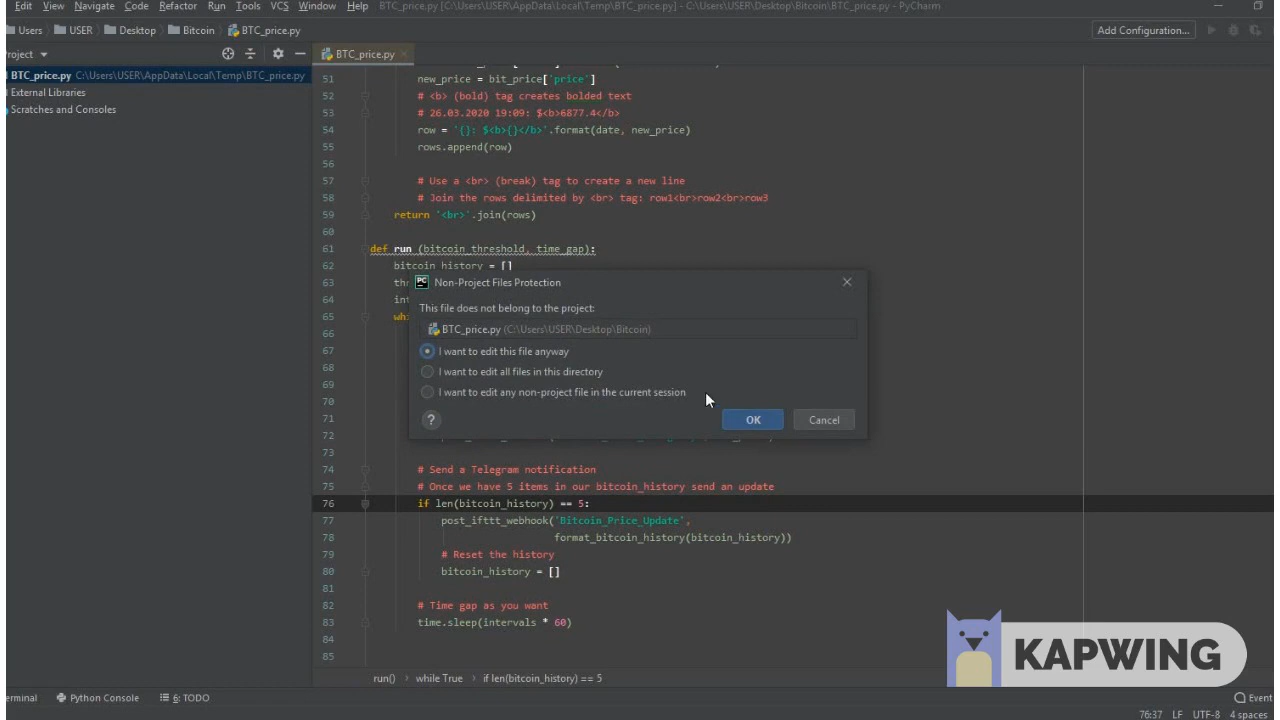 Edit View Navigate Code Refactor Run Tools VCS Window Help BTC_price.py [C:\Users\USER\AppData\Local\Temp\BTC_price.py] - C:\Users\USER\Desktop\Bitcoin\BTC_price.py - PyCharm
Users USER Desktop Bitcoin BTC_price.py Add Configuration...
roject BTC_price.py
BTC_price.py C:\Users\USER\AppData\Local\Temp\BTC_price.py
External Libraries
Scratches and Consoles
51 new_price = bit_price['price']
52 # <b> (bold) tag creates bolded text
53 # 26.03.2020 19:09: $<b>6877.4</b>
54 row = '{}: $<b>{}</b>'.format(date, new_price)
55 rows.append(row)
56
57 # Use a <br> (break) tag to create a new line
58 # Join the rows delimited by <br> tag: row1<br>row2<br>row3
59 return '<br>'.join(rows)
60
61 def run (bitcoin_threshold, time_gap):
62 bitcoin_history = []
63 thr
64 int
65 whi
66
67
68
69
70
71
72
73
74 # Send a Telegram notification
75 # Once we have 5 items in our bitcoin_history send an update
76 if len(bitcoin_history) == 5:
77 post_ifttt_webhook('Bitcoin_Price_Update',
78 format_bitcoin_history(bitcoin_history))
79 # Reset the history
80 bitcoin_history = []
81
82 # Time gap as you want
83 time.sleep(intervals * 60)
84
85
Non-Project Files Protection
This file does not belong to the project:
BTC_price.py (C:\Users\USER\Desktop\Bitcoin)
I want to edit this file anyway
I want to edit all files in this directory
I want to edit any non-project file in the current session
? OK Cancel
KAPWING
run() › while True › if len(bitcoin_history) == 5
erminal Python Console 6: TODO Event
76:37 LF UTF-8 4 spaces